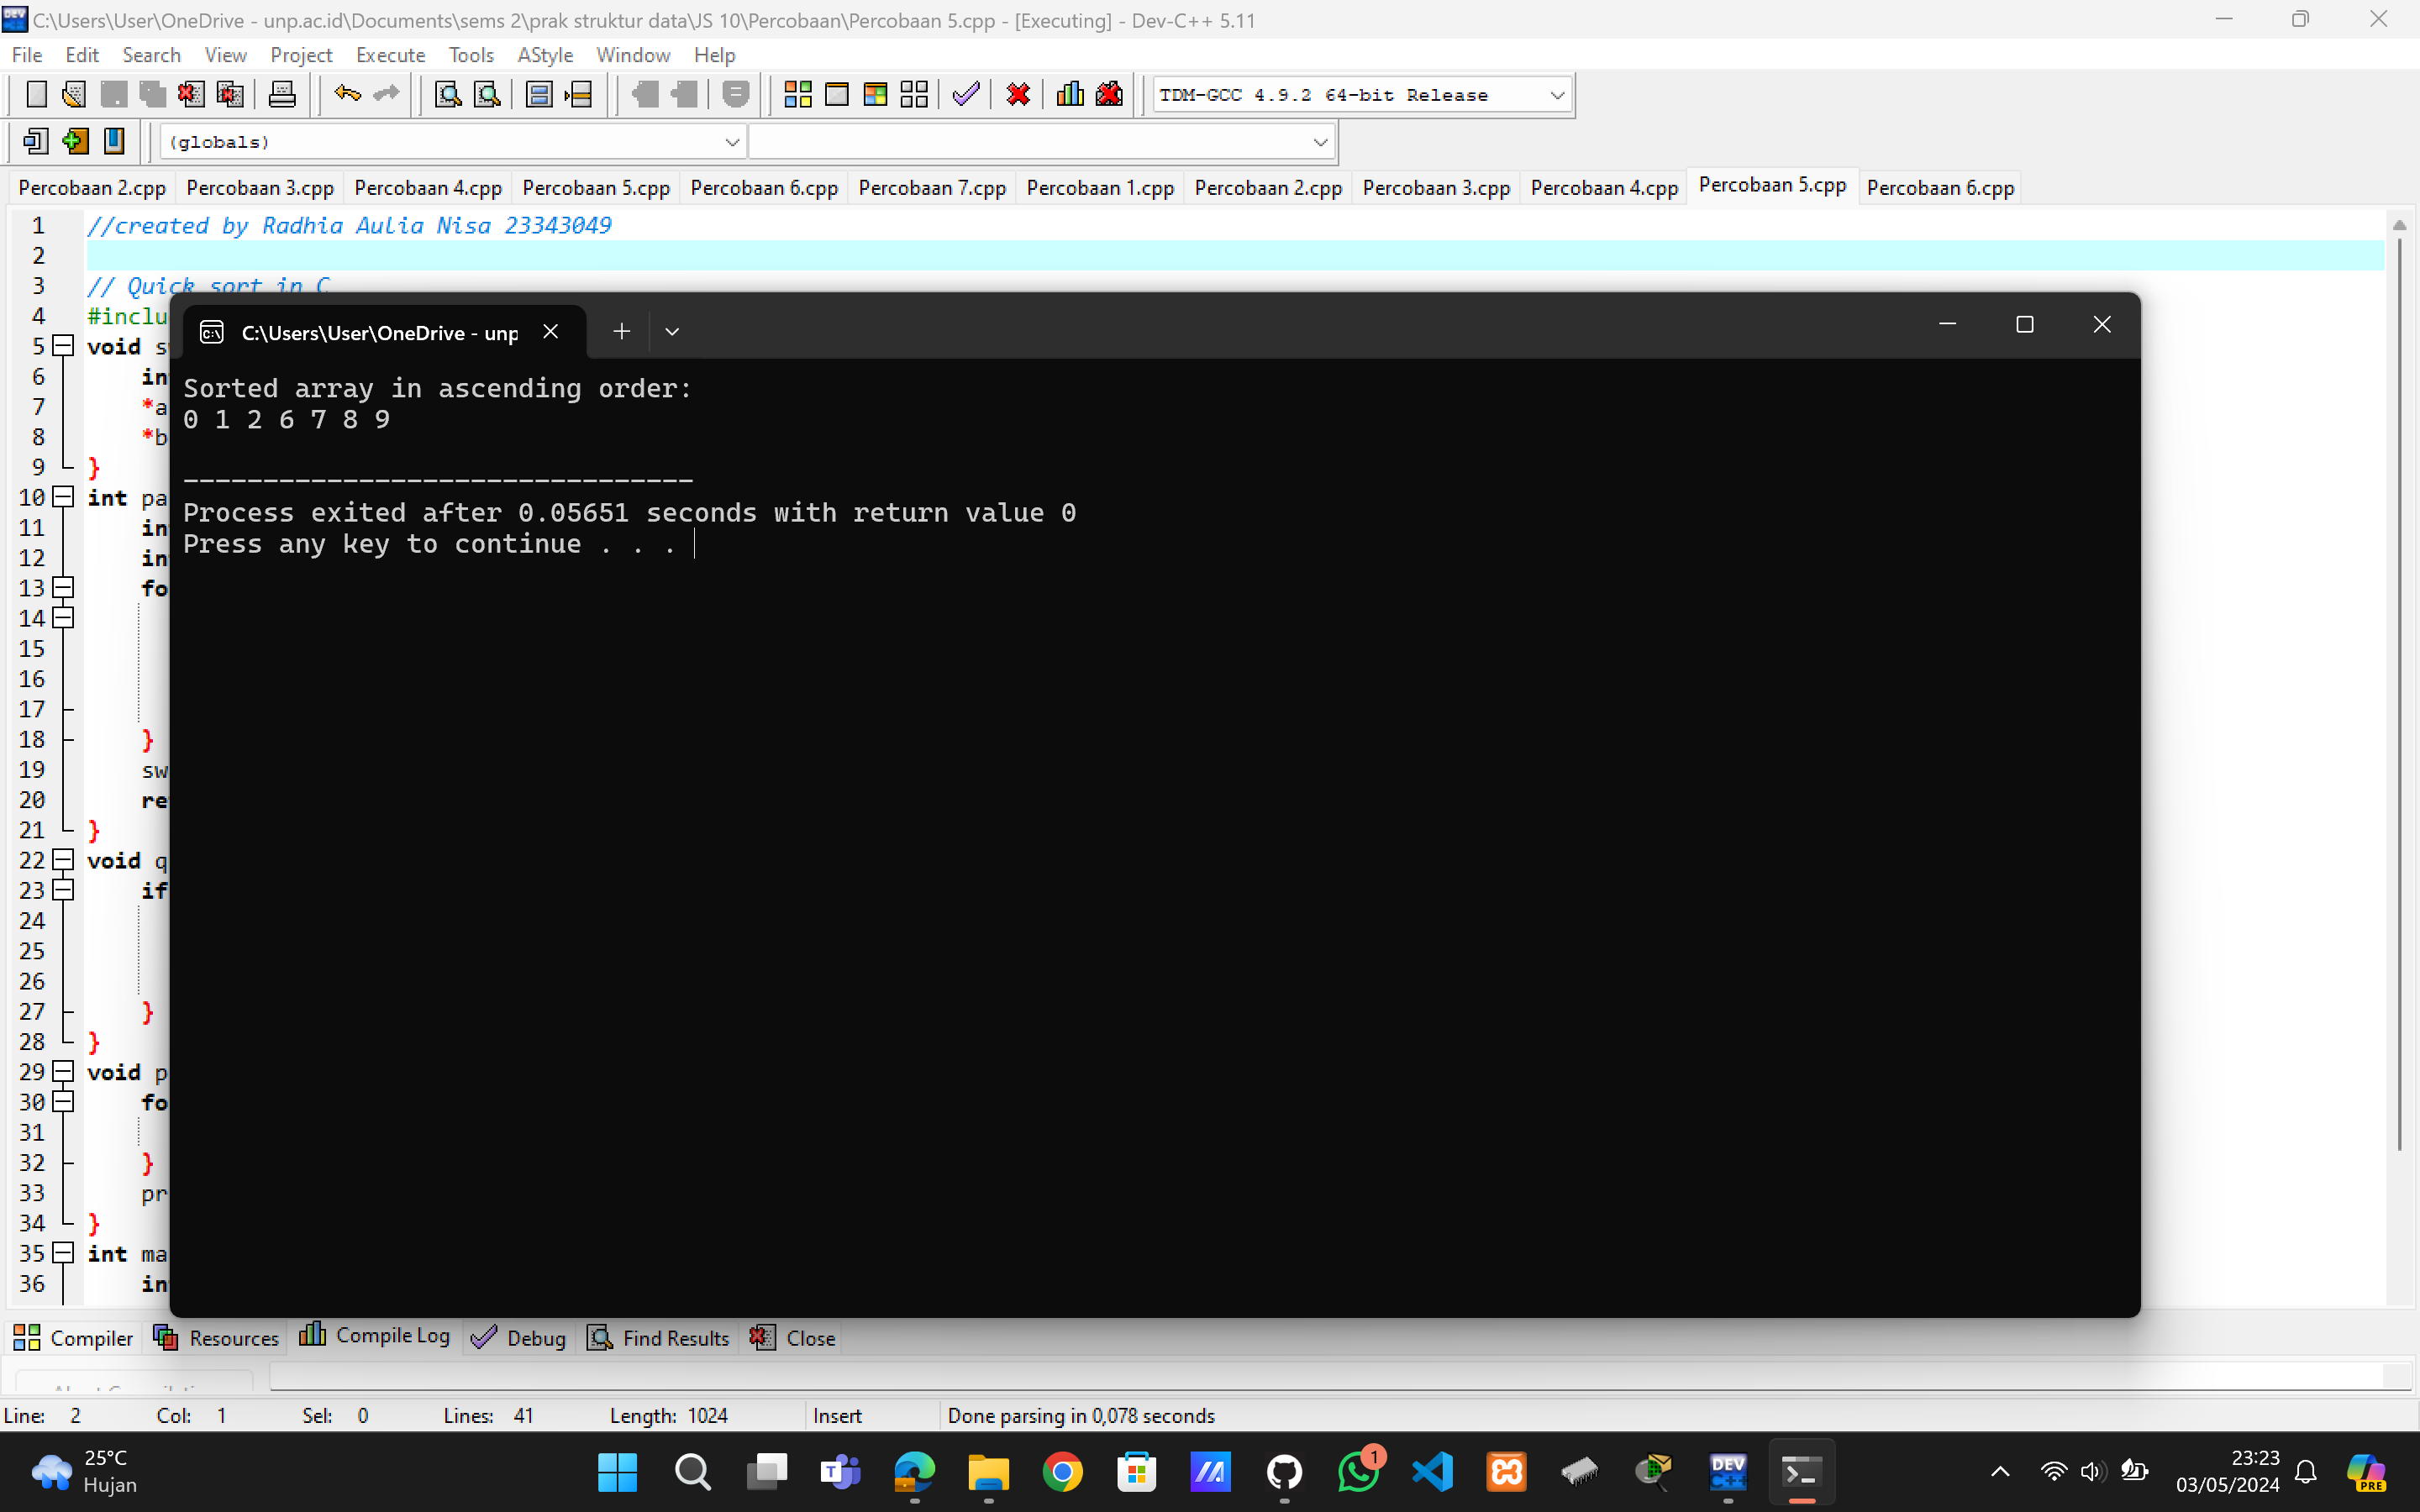 C:\Users\User\OneDrive - unp.ac.id\Documents\sems 2\prak struktur data\JS 10\Percobaan\Percobaan 5.cpp - [Executing] - Dev-C++ 5.11
File Edit Search View Project Execute Tools AStyle Window Help
TDM-GCC 4.9.2 64-bit Release
(globals)
Percobaan 2.cpp Percobaan 3.cpp Percobaan 4.cpp Percobaan 5.cpp Percobaan 6.cpp Percobaan 7.cpp Percobaan 1.cpp Percobaan 2.cpp Percobaan 3.cpp Percobaan 4.cpp Percobaan 5.cpp Percobaan 6.cpp
1 //created by Radhia Aulia Nisa 23343049
2
3 // Quick sort in C
4 #inclu
5 void s
6 in
7 *a
8 *b
9 }
10 int pa
11 in
12 in
13 fo
14
15
16
17
18 }
19 sw
20 re
21 }
22 void q
23 if
24
25
26
27 }
28 }
29 void p
30 fo
31
32 }
33 pr
34 }
35 int ma
36 in
C:\Users\User\OneDrive - unp
Sorted array in ascending order:
0 1 2 6 7 8 9
--------------------------------
Process exited after 0.05651 seconds with return value 0
Press any key to continue . . .
Compiler Resources Compile Log Debug Find Results Close
Line: 2 Col: 1 Sel: 0 Lines: 41 Length: 1024 Insert Done parsing in 0,078 seconds
25°C
Hujan
1
DEV
C++
PRE
23:23
03/05/2024